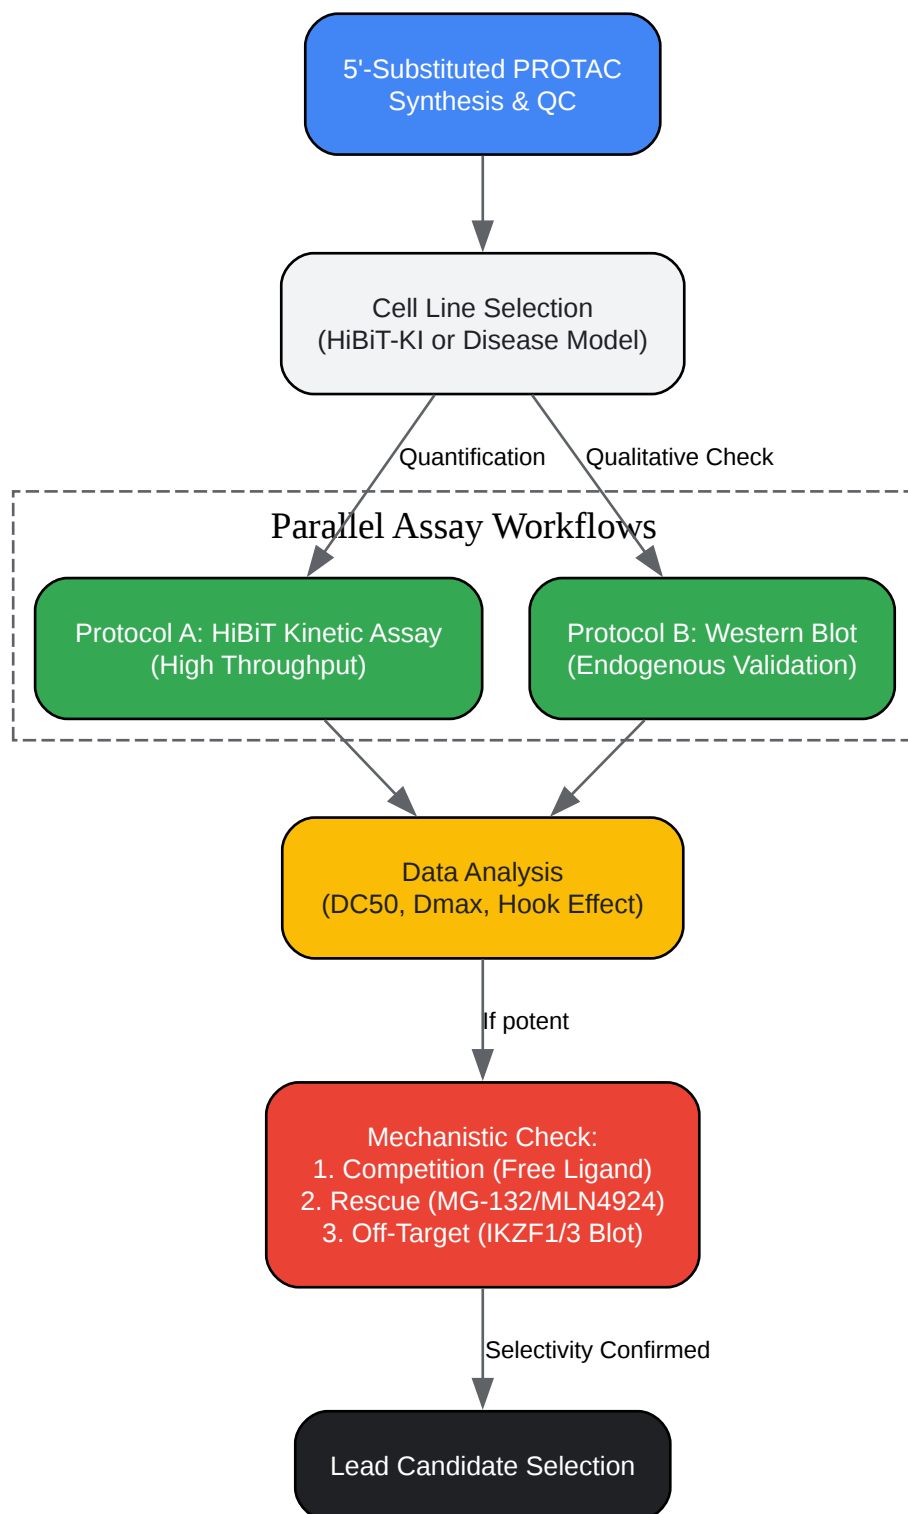 5'-Substituted PROTAC
Synthesis & QC
Cell Line Selection
(HiBiT-KI or Disease Model)
Quantification
Qualitative Check
Parallel Assay Workflows
Protocol A: HiBiT Kinetic Assay
(High Throughput)
Protocol B: Western Blot
(Endogenous Validation)
Data Analysis
(DC50, Dmax, Hook Effect)
If potent
Mechanistic Check:
1. Competition (Free Ligand)
2. Rescue (MG-132/MLN4924)
3. Off-Target (IKZF1/3 Blot)
Selectivity Confirmed
Lead Candidate Selection